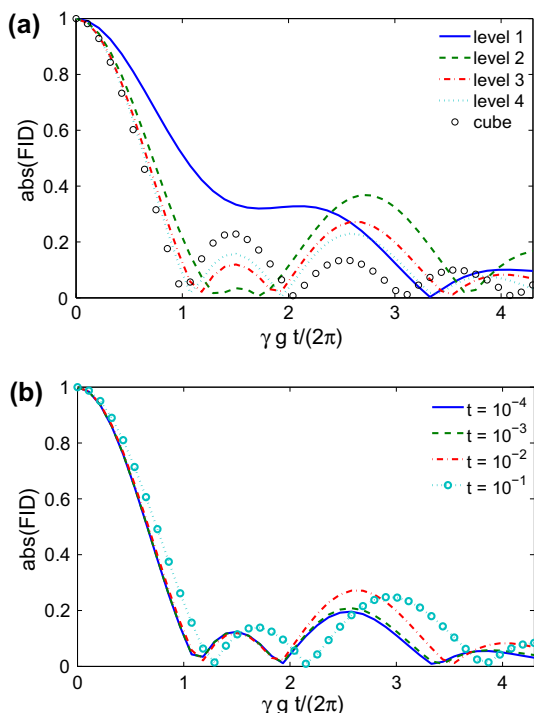 (a)
1
0.8
0.6
0.4
0.2
0
abs(FID)
level 1
level 2
level 3
level 4
cube
0 1 2 3 4
γ g t/(2π)
(b)
1
0.8
0.6
0.4
0.2
0
abs(FID)
t = 10⁻⁴
t = 10⁻³
t = 10⁻²
t = 10⁻¹
0 1 2 3 4
γ g t/(2π)